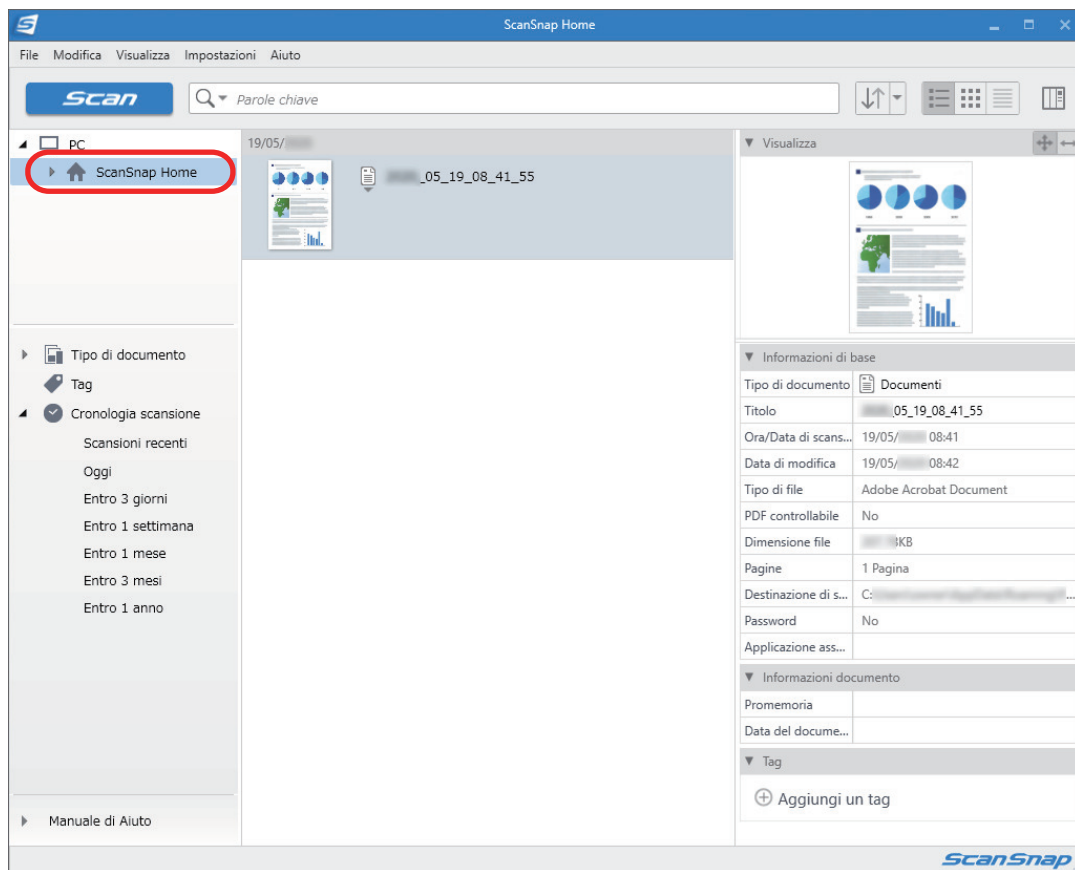 ScanSnap Home
File Modifica Visualizza Impostazioni Aiuto
Scan
Parole chiave
PC
ScanSnap Home
Tipo di documento
Tag
Cronologia scansione
Scansioni recenti
Oggi
Entro 3 giorni
Entro 1 settimana
Entro 1 mese
Entro 3 mesi
Entro 1 anno
Manuale di Aiuto
19/05/
_05_19_08_41_55
Visualizza
Informazioni di base
Tipo di documento Documenti
Titolo _05_19_08_41_55
Ora/Data di scans... 19/05/ 08:41
Data di modifica 19/05/ 08:42
Tipo di file Adobe Acrobat Document
PDF controllabile No
Dimensione file KB
Pagine 1 Pagina
Destinazione di s... C: ...
Password No
Applicazione ass...
Informazioni documento
Promemoria
Data del docume...
Tag
Aggiungi un tag
ScanSnap